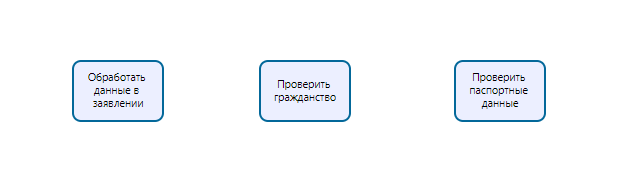 Обработать
данные в
заявлении
Проверить
гражданство
Проверить
паспортные
данные